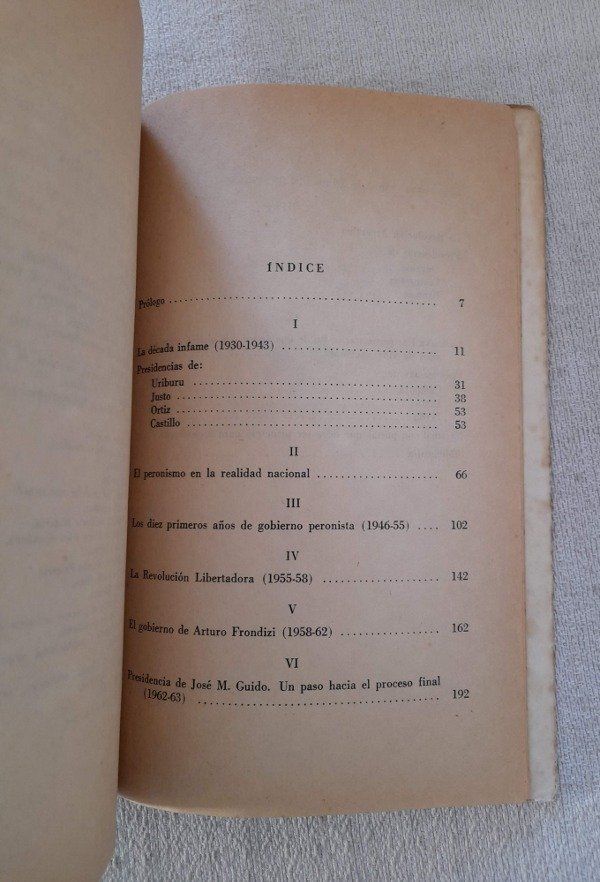 ÍNDICE
Prólogo ........................................ 7
I
La década infame (1930-1943) ........................ 11
Presidencias de:
Uriburu ........................................ 31
Justo ........................................ 38
Ortiz ........................................ 53
Castillo ........................................ 53
II
El peronismo en la realidad nacional .................... 66
III
Los diez primeros años de gobierno peronista (1946-55) .... 102
IV
La Revolución Libertadora (1955-58) .................... 142
V
El gobierno de Arturo Frondizi (1958-62) ................ 162
VI
Presidencia de José M. Guido. Un paso hacia el proceso final
(1962-63) ........................................ 192